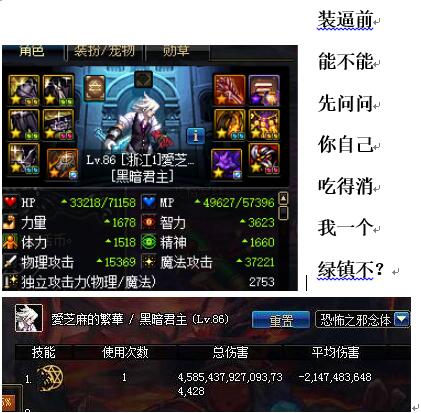 装逼前
能不能
先问问
你自己
吃得消
我一个
绿镇不？
角色 装扮/宠物 勋章
Lv.86 [浙江1]愛芝...
[黑暗君主]
HP 33218/71158 MP 49627/57396
力量 1678 智力 3623
体力 1518 精神 1660
物理攻击 15369 魔法攻击 37221
独立攻击力(物理/魔法) 2753
愛芝麻的繁華 / 黑暗君主 (Lv.86) 重置 恐怖之邪念体
技能 使用次数 总伤害 平均伤害
1. 1 4,585,437,927,093,73 -2,147,483,648
4,428
5%